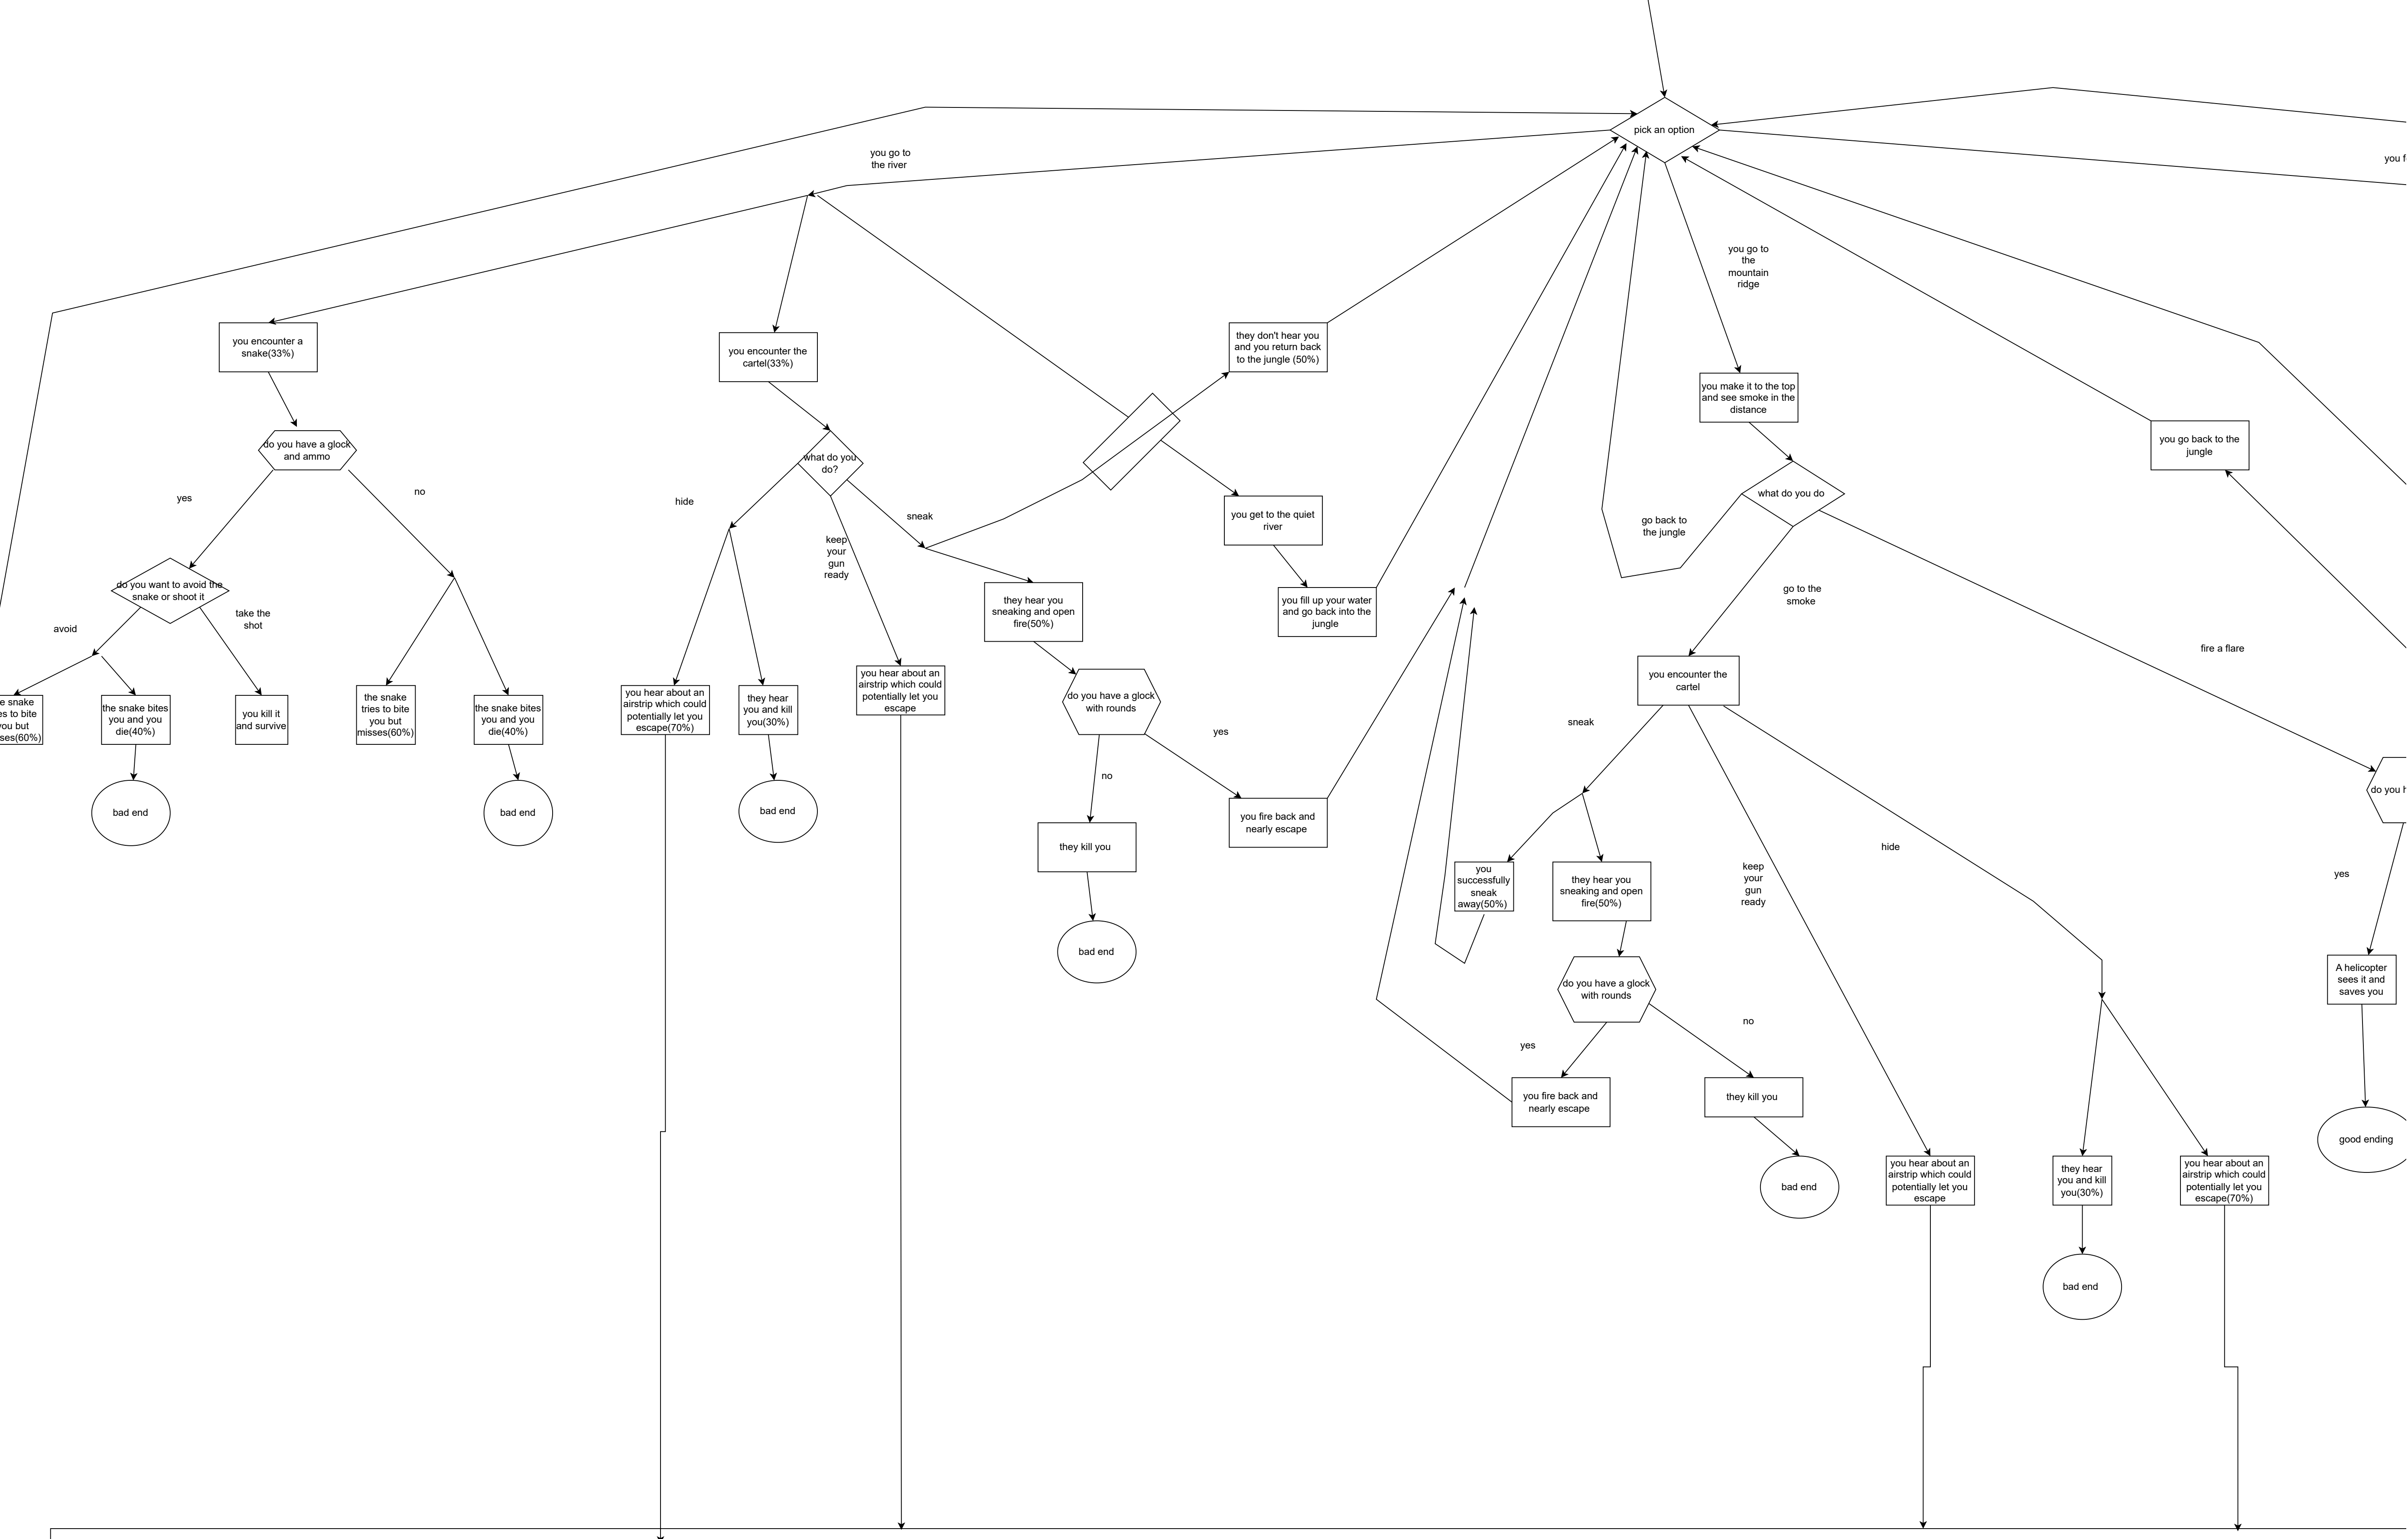 pick an option
you go to
the river
you f
you go to
the
mountain
ridge
you encounter a
snake(33%)
you encounter the
cartel(33%)
they don't hear you
and you return back
to the jungle (50%)
you make it to the top
and see smoke in the
distance
you go back to the
jungle
do you have a glock
and ammo
what do you
do?
what do you do
yes
no
hide
sneak
keep
your
gun
ready
you get to the quiet
river
go back to
the jungle
do you want to avoid the
snake or shoot it
avoid
take the
shot
they hear you
sneaking and open
fire(50%)
you fill up your water
and go back into the
jungle
go to the
smoke
fire a flare
e snake
es to bite
you but
ses(60%)
the snake bites
you and you
die(40%)
you kill it
and survive
the snake
tries to bite
you but
misses(60%)
the snake bites
you and you
die(40%)
you hear about an
airstrip which could
potentially let you
escape(70%)
they hear
you and kill
you(30%)
you hear about an
airstrip which could
potentially let you
escape
do you have a glock
with rounds
you encounter the
cartel
sneak
yes
no
bad end
bad end
bad end
they kill you
you fire back and
nearly escape
do you h
hide
keep
your
gun
ready
yes
you
successfully
sneak
away(50%)
they hear you
sneaking and open
fire(50%)
bad end
do you have a glock
with rounds
A helicopter
sees it and
saves you
yes
no
you fire back and
nearly escape
they kill you
good ending
bad end
you hear about an
airstrip which could
potentially let you
escape
they hear
you and kill
you(30%)
you hear about an
airstrip which could
potentially let you
escape(70%)
bad end